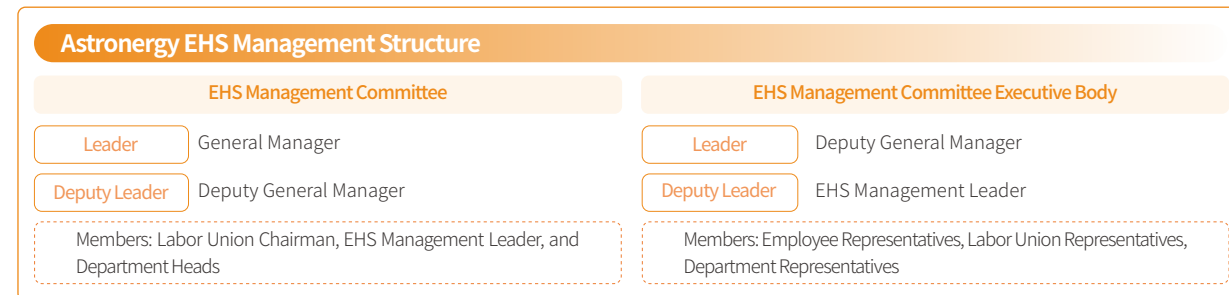 Astronergy EHS Management Structure
EHS Management Committee
Leader General Manager
Deputy Leader Deputy General Manager
Members: Labor Union Chairman, EHS Management Leader, and
Department Heads
EHS Management Committee Executive Body
Leader Deputy General Manager
Deputy Leader EHS Management Leader
Members: Employee Representatives, Labor Union Representatives,
Department Representatives